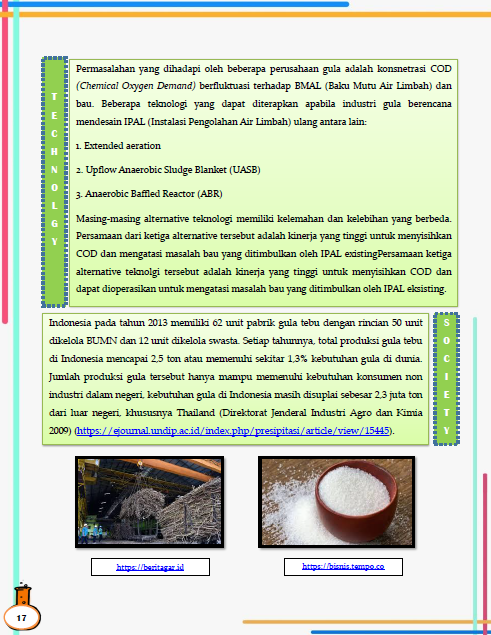 TECHNOLGY
Permasalahan yang dihadapi oleh beberapa perusahaan gula adalah konsnetrasi COD
(Chemical Oxygen Demand) berfluktuasi terhadap BMAL (Baku Mutu Air Limbah) dan
bau. Beberapa teknologi yang dapat diterapkan apabila industri gula berencana
mendesain IPAL (Instalasi Pengolahan Air Limbah) ulang antara lain:
1. Extended aeration
2. Upflow Anaerobic Sludge Blanket (UASB)
3. Anaerobic Baffled Reactor (ABR)
Masing-masing alternative teknologi memiliki kelemahan dan kelebihan yang berbeda.
Persamaan dari ketiga alternative tersebut adalah kinerja yang tinggi untuk menyisihkan
COD dan mengatasi masalah bau yang ditimbulkan oleh IPAL existingPersamaan ketiga
alternative teknolgi tersebut adalah kinerja yang tinggi untuk menyisihkan COD dan
dapat dioperasikan untuk mengatasi masalah bau yang ditimbulkan oleh IPAL eksisting.
Indonesia pada tahun 2013 memiliki 62 unit pabrik gula tebu dengan rincian 50 unit
dikelola BUMN dan 12 unit dikelola swasta. Setiap tahunnya, total produksi gula tebu
di Indonesia mencapai 2,5 ton atau memenuhi sekitar 1,3% kebutuhan gula di dunia.
Jumlah produksi gula tersebut hanya mampu memenuhi kebutuhan konsumen non
industri dalam negeri, kebutuhan gula di Indonesia masih disuplai sebesar 2,3 juta ton
dari luar negeri, khususnya Thailand (Direktorat Jenderal Industri Agro dan Kimia
2009) (https://ejournal.undip.ac.id/index.php/presipitasi/article/view/15445).
SOCIETY
https://beritagar.id
https://bisnis.tempo.co
17